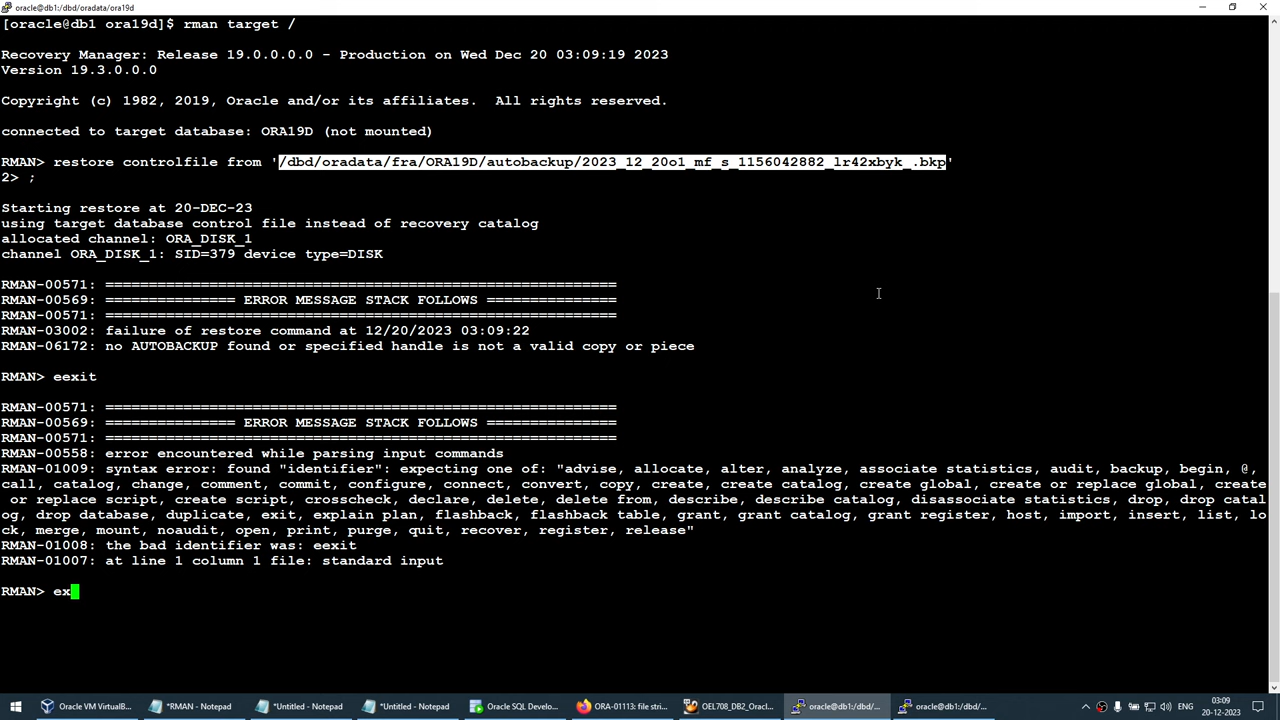 oracle@db1:/dbd/oradata/ora19d
[oracle@db1 ora19d]$ rman target /
Recovery Manager: Release 19.0.0.0.0 - Production on Wed Dec 20 03:09:19 2023
Version 19.3.0.0.0
Copyright (c) 1982, 2019, Oracle and/or its affiliates.  All rights reserved.
connected to target database: ORA19D (not mounted)
RMAN> restore controlfile from '/dbd/oradata/fra/ORA19D/autobackup/2023_12_20o1_mf_s_1156042882_lr42xbyk_.bkp'
2> ;
Starting restore at 20-DEC-23
using target database control file instead of recovery catalog
allocated channel: ORA_DISK_1
channel ORA_DISK_1: SID=379 device type=DISK
RMAN-00571: ===========================================================
RMAN-00569: =============== ERROR MESSAGE STACK FOLLOWS ===============
RMAN-00571: ===========================================================
RMAN-03002: failure of restore command at 12/20/2023 03:09:22
RMAN-06172: no AUTOBACKUP found or specified handle is not a valid copy or piece
RMAN> eexit
RMAN-00571: ===========================================================
RMAN-00569: =============== ERROR MESSAGE STACK FOLLOWS ===============
RMAN-00571: ===========================================================
RMAN-00558: error encountered while parsing input commands
RMAN-01009: syntax error: found "identifier": expecting one of: "advise, allocate, alter, analyze, associate statistics, audit, backup, begin, @,
call, catalog, change, comment, commit, configure, connect, convert, copy, create, create catalog, create global, create or replace global, create
 or replace script, create script, crosscheck, declare, delete, delete from, describe, describe catalog, disassociate statistics, drop, drop catal
og, drop database, duplicate, exit, explain plan, flashback, flashback table, grant, grant catalog, grant register, host, import, insert, list, lo
ck, merge, mount, noaudit, open, print, purge, quit, recover, register, release"
RMAN-01008: the bad identifier was: eexit
RMAN-01007: at line 1 column 1 file: standard input
RMAN> ex
Oracle VM VirtualB... *RMAN - Notepad *Untitled - Notepad *Untitled - Notepad Oracle SQL Develo... ORA-01113: file stri... OEL708_DB2_Oracl... oracle@db1:/dbd/... oracle@db1:/dbd/... ENG 03:09
20-12-2023